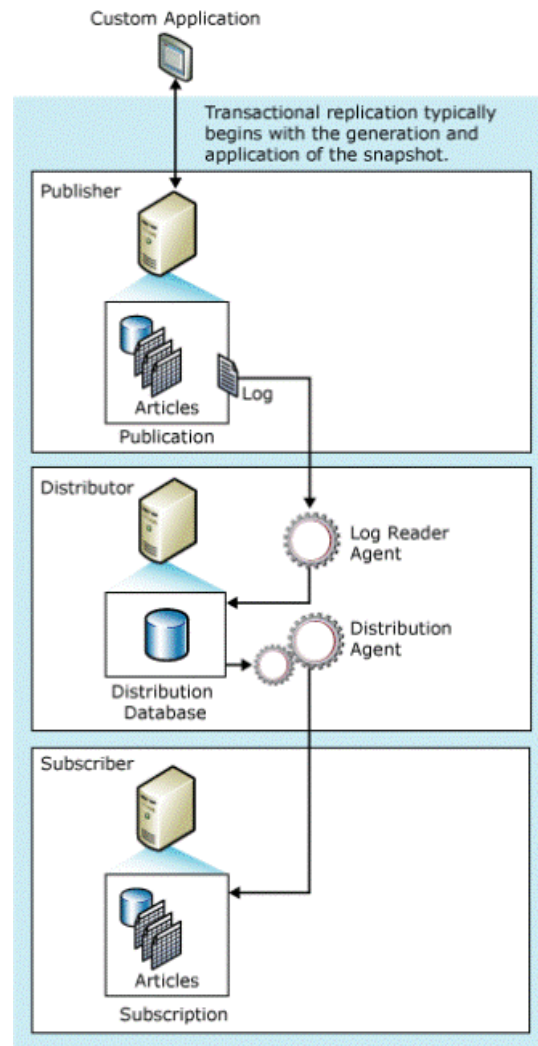 Custom Application
Transactional replication typically
begins with the generation and
application of the snapshot.
Publisher
Articles
Log
Publication
Distributor
Log Reader
Agent
Distribution
Agent
Distribution
Database
Subscriber
Articles
Subscription